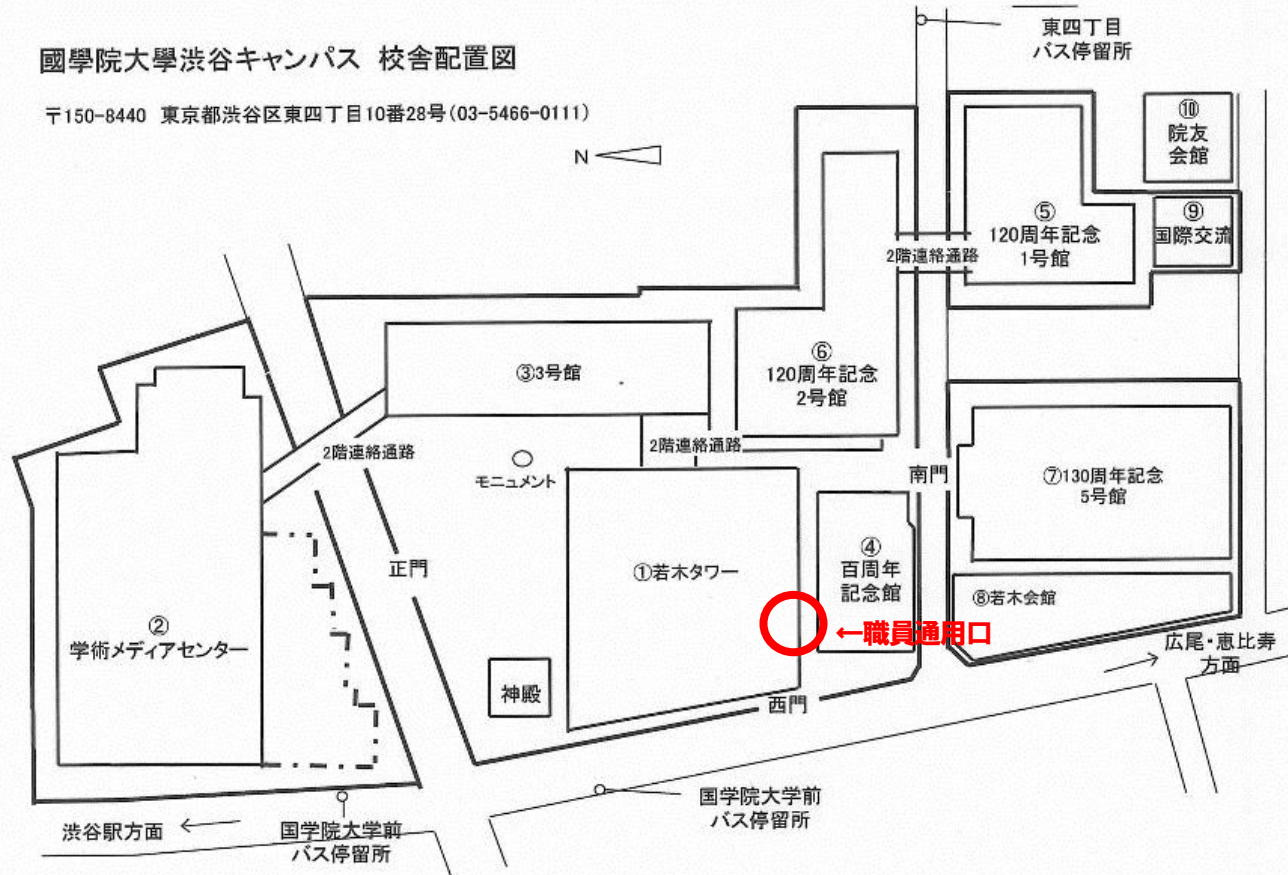 國學院大學渋谷キャンパス 校舎配置図
〒150-8440 東京都渋谷区東四丁目10番28号(03-5466-0111)
N
東四丁目
バス停留所
⑩
院友
会館
⑨
国際交流
⑤
120周年記念
1号館
2階連絡通路
⑥
120周年記念
2号館
③3号館
2階連絡通路
2階連絡通路
モニュメント
南門
⑦130周年記念
5号館
正門
①若木タワー
④
百周年
記念館
⑧若木会館
←職員通用口
②
学術メディアセンター
広尾・恵比寿
方面
神殿
西門
国学院大学前
バス停留所
渋谷駅方面
国学院大学前
バス停留所